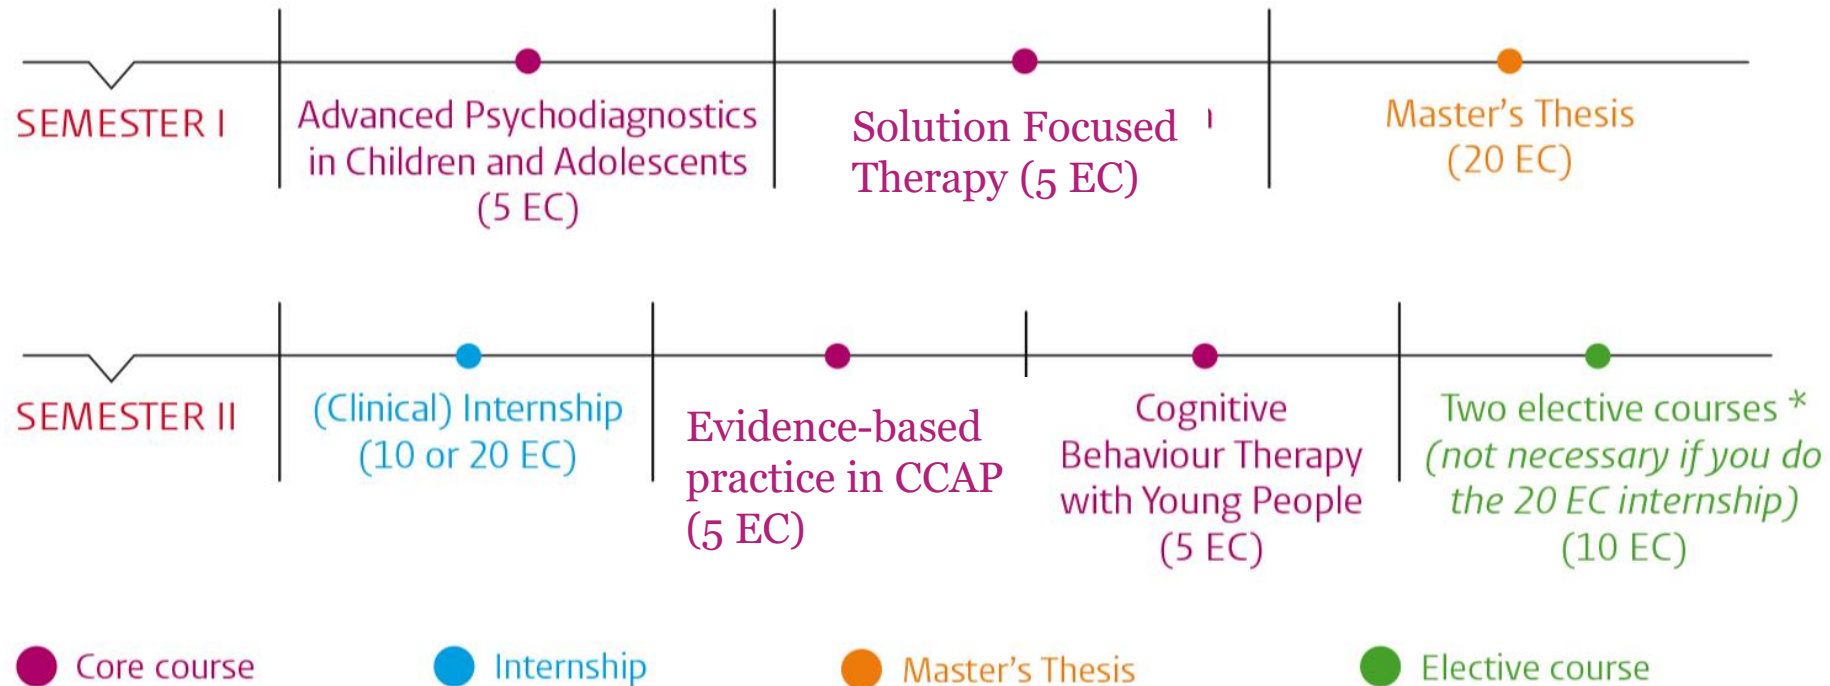 SEMESTER I
Advanced Psychodiagnostics
in Children and Adolescents
(5 EC)
Solution Focused
Therapy (5 EC)
Master's Thesis
(20 EC)
SEMESTER II
(Clinical) Internship
(10 or 20 EC)
Evidence-based
practice in CCAP
(5 EC)
Cognitive
Behaviour Therapy
with Young People
(5 EC)
Two elective courses *
(not necessary if you do
the 20 EC internship)
(10 EC)
Core course
Internship
Master's Thesis
Elective course